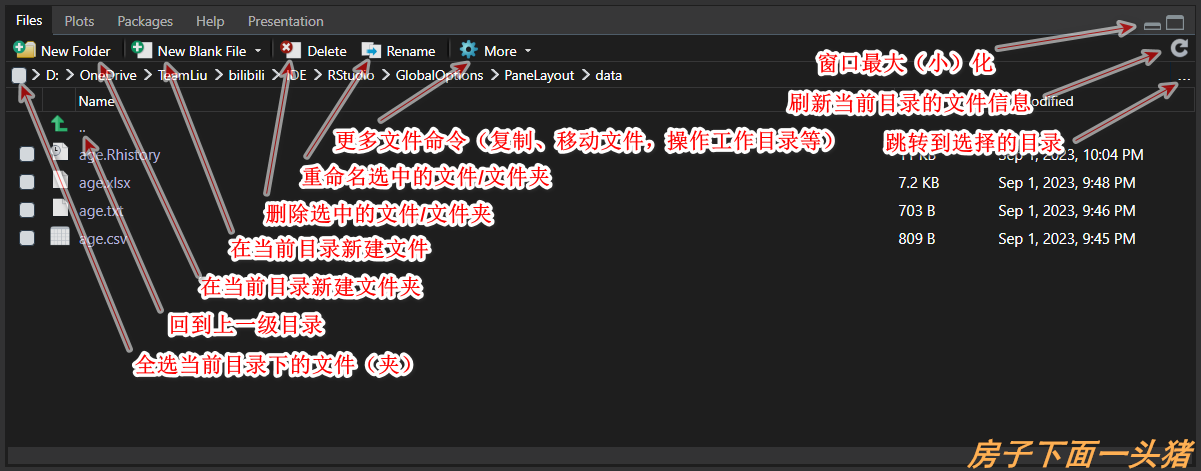 Files Plots Packages Help Presentation
New Folder New Blank File Delete Rename More
窗口最大（小）化
D: OneDrive TeamLiu bilibili IDE RStudio GlobalOptions PaneLayout data
...
Name
刷新当前目录的文件信息
..
更多文件命令（复制、移动文件，操作工作目录等）
跳转到选择的目录
age.Rhistory Sep 1, 2023, 10:04 PM
重命名选中的文件/文件夹
age.xlsx 7.2 KB Sep 1, 2023, 9:48 PM
age.txt 703 B Sep 1, 2023, 9:46 PM
删除选中的文件/文件夹
age.csv 809 B Sep 1, 2023, 9:45 PM
在当前目录新建文件
在当前目录新建文件夹
回到上一级目录
全选当前目录下的文件（夹）
房子下面一头猪